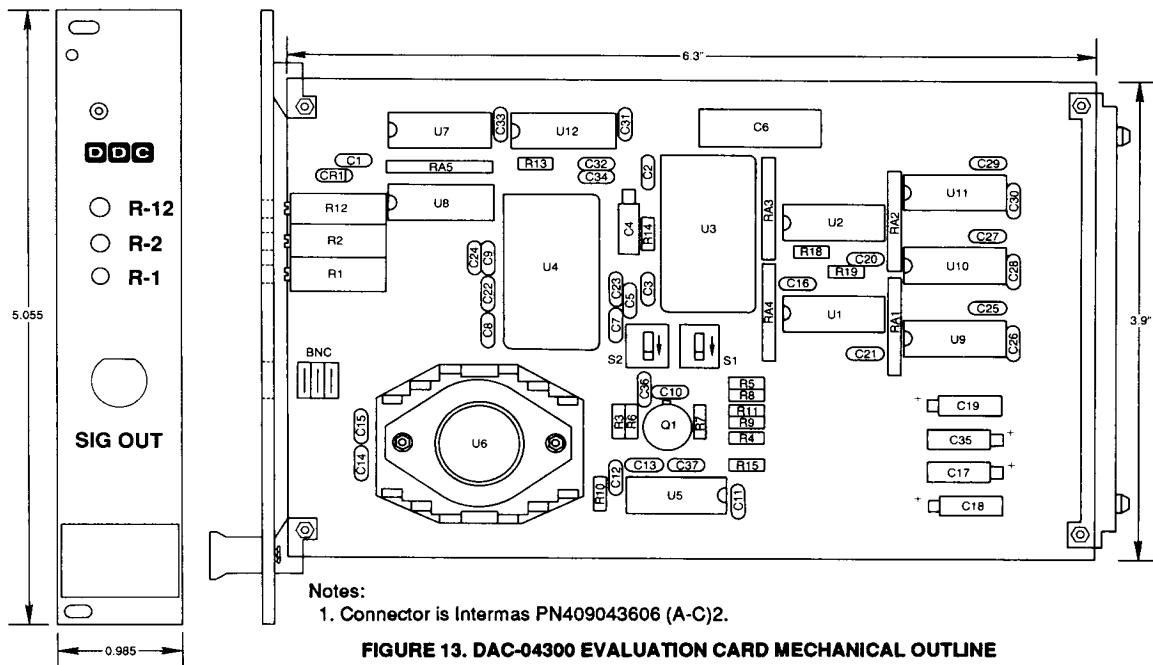 6.3"
DDC
R-12
R-2
R-1
5.055
SIG OUT
0.985
C33
U7
U12
C31
C6
C1
CR1
RA5
R13
C32
C34
C2
C29
R12
U8
C4
R14
U3
RA3
U2
RA2
U11
C30
R2
R18
C27
R1
C24
C9
U4
C20
R19
U10
C28
C22
C23
C5
C3
RA4
C16
C25
C8
C7
U1
RA1
U9
C26
3.9"
BNC
S2
S1
C21
C36
C10
R5
R8
+
C19
C15
U6
R3
R6
Q1
R7
R11
R9
R4
C35
+
C14
C12
C13
C37
R15
C17
+
R10
U5
C11
+
C18
Notes:
1. Connector is Intermas PN409043606 (A-C)2.
FIGURE 13. DAC-04300 EVALUATION CARD MECHANICAL OUTLINE